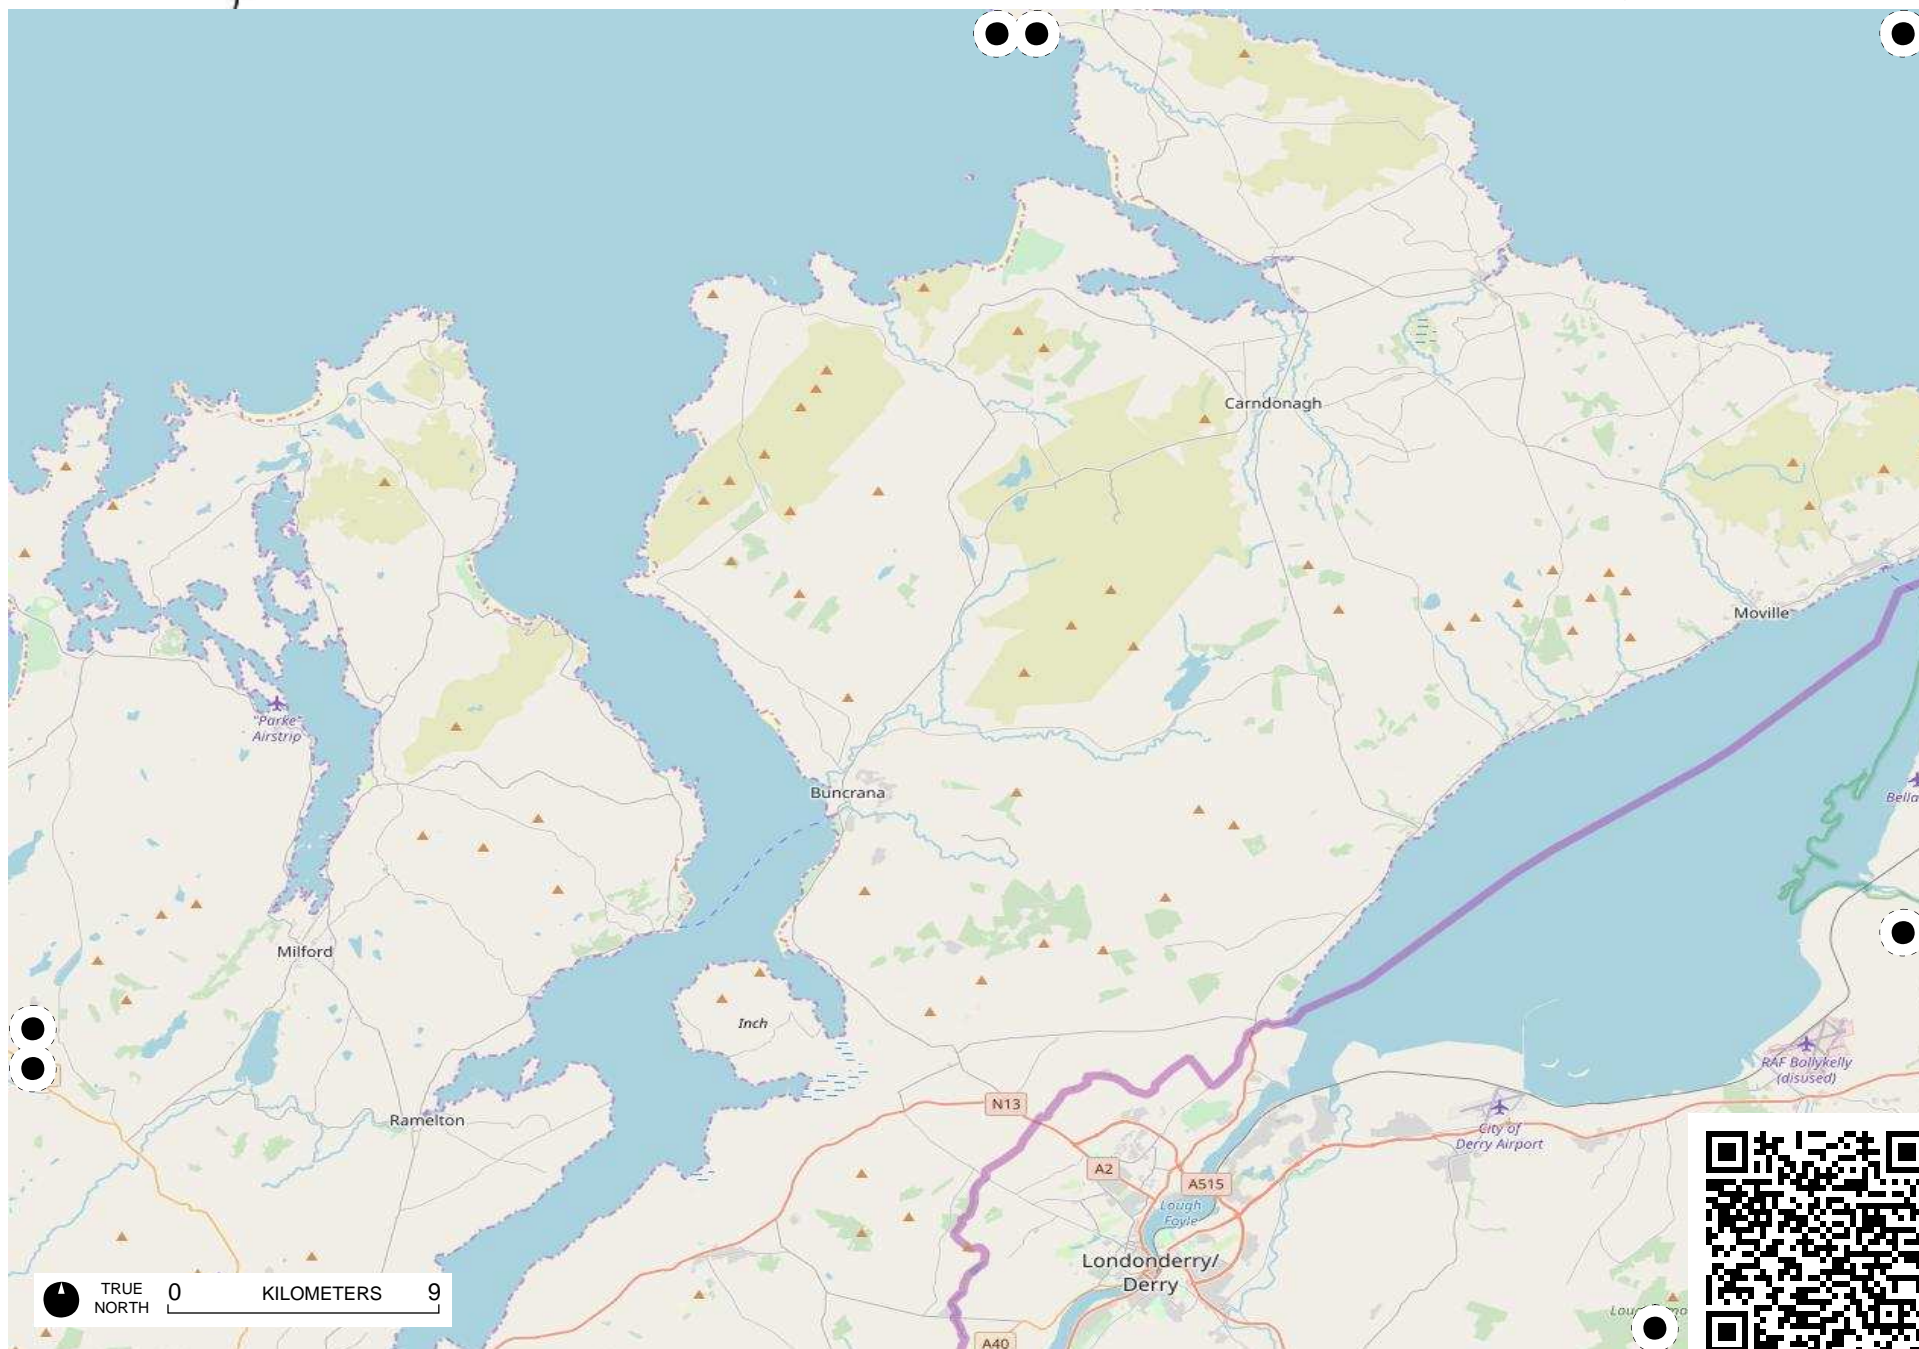 Carndonagh
Moville
"Parke"
Airstrip
Buncrana
Bella
Milford
Inch
RAF Ballykelly
(disused)
Ramelton
N13
City of
Derry Airport
A2
A515
Lough
Foyle
Londonderry/
Derry
TRUE
NORTH
0 KILOMETERS 9
A40